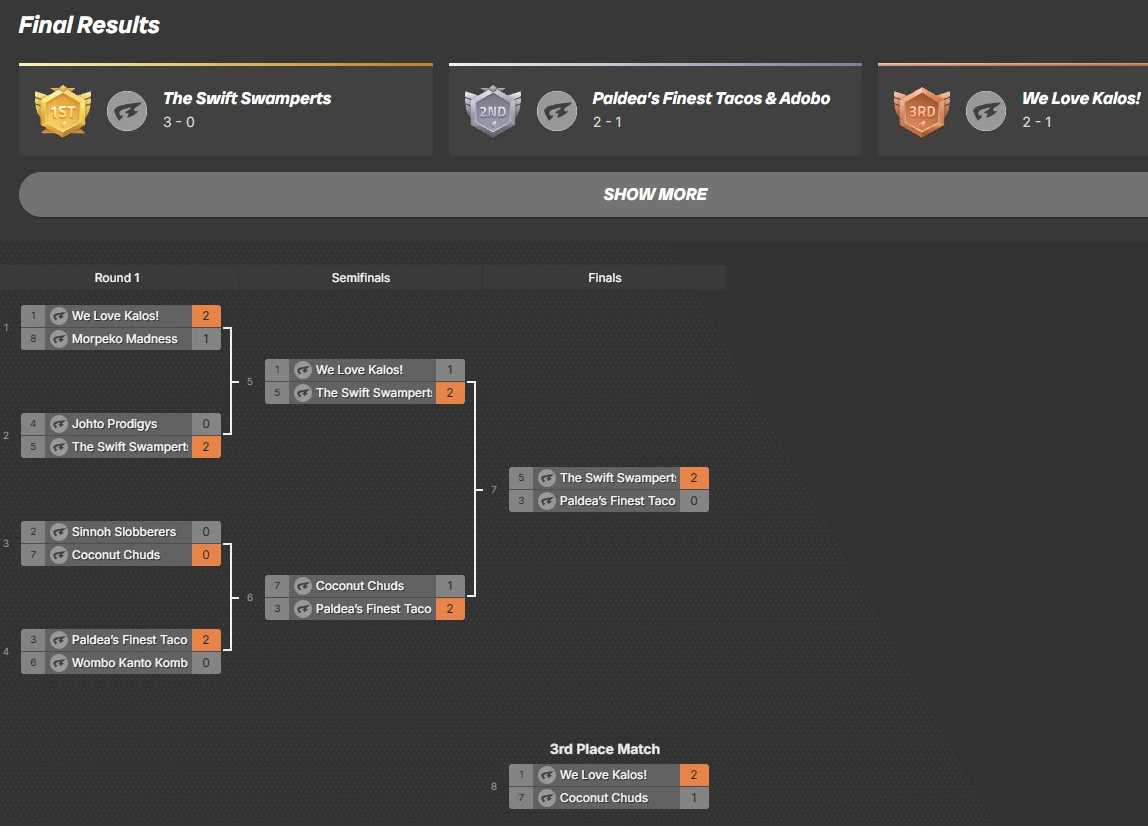 Final Results
1ST
The Swift Swamperts
3 - 0
2ND
Paldea's Finest Tacos & Adobo
2 - 1
3RD
We Love Kalos!
2 - 1
SHOW MORE
Round 1
Semifinals
Finals
1
1 We Love Kalos! 2
8 Morpeko Madness 1
2
4 Johto Prodigys 0
5 The Swift Swampert 2
3
2 Sinnoh Slobberers 0
7 Coconut Chuds 0
4
3 Paldea's Finest Taco 2
6 Wombo Kanto Komb 0
5
1 We Love Kalos! 1
5 The Swift Swampert 2
6
7 Coconut Chuds 1
3 Paldea's Finest Taco 2
7
5 The Swift Swampert 2
3 Paldea's Finest Taco 0
3rd Place Match
8
1 We Love Kalos! 2
7 Coconut Chuds 1